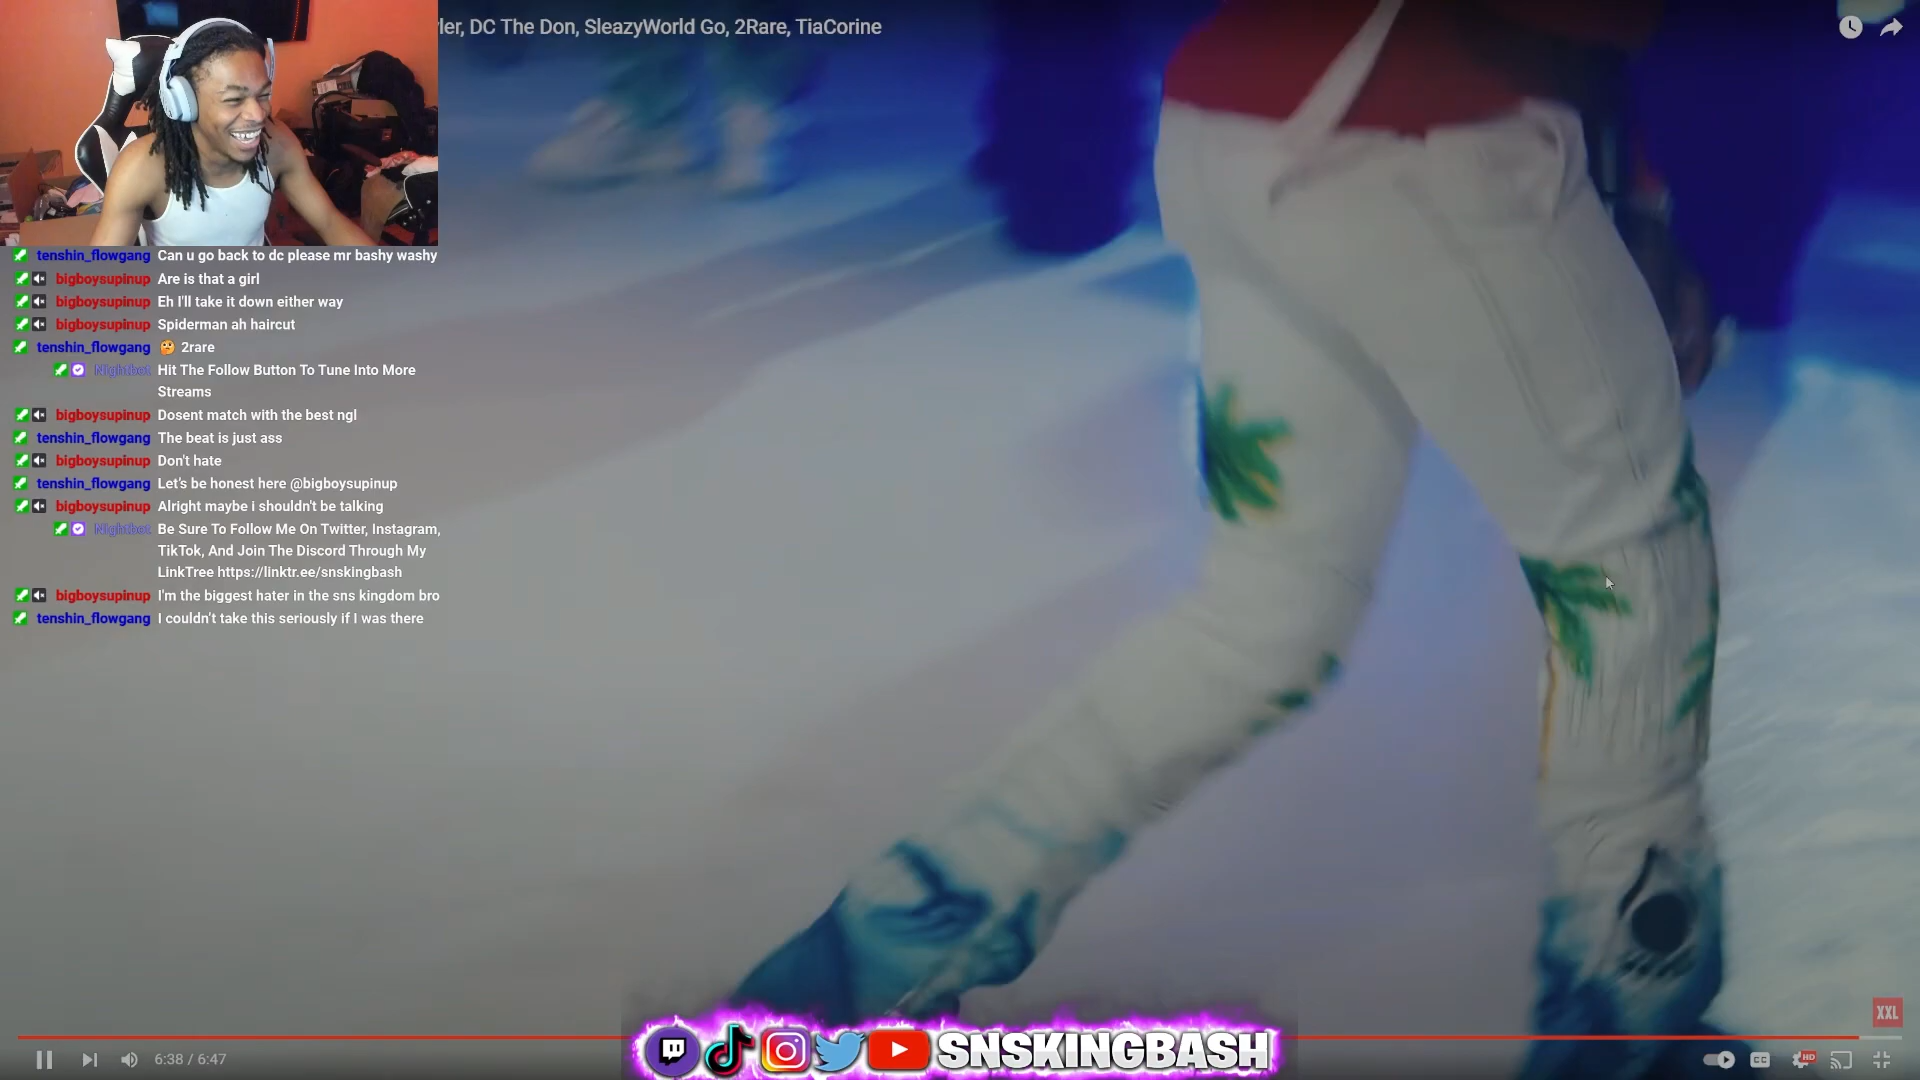 ler, DC The Don, SleazyWorld Go, 2Rare, TiaCorine
tenshin_flowgang Can u go back to dc please mr bashy washy
bigboysupinup Are is that a girl
bigboysupinup Eh I'll take it down either way
bigboysupinup Spiderman ah haircut
tenshin_flowgang 🤔 2rare
Nightbot Hit The Follow Button To Tune Into More
Streams
bigboysupinup Dosent match with the best ngl
tenshin_flowgang The beat is just ass
bigboysupinup Don't hate
tenshin_flowgang Let's be honest here @bigboysupinup
bigboysupinup Alright maybe i shouldn't be talking
Nightbot Be Sure To Follow Me On Twitter, Instagram,
TikTok, And Join The Discord Through My
LinkTree https://linktr.ee/snskingbash
bigboysupinup I'm the biggest hater in the sns kingdom bro
tenshin_flowgang I couldn't take this seriously if I was there
XXL
SNSKINGBASH
6:38 / 6:47
CC
HD